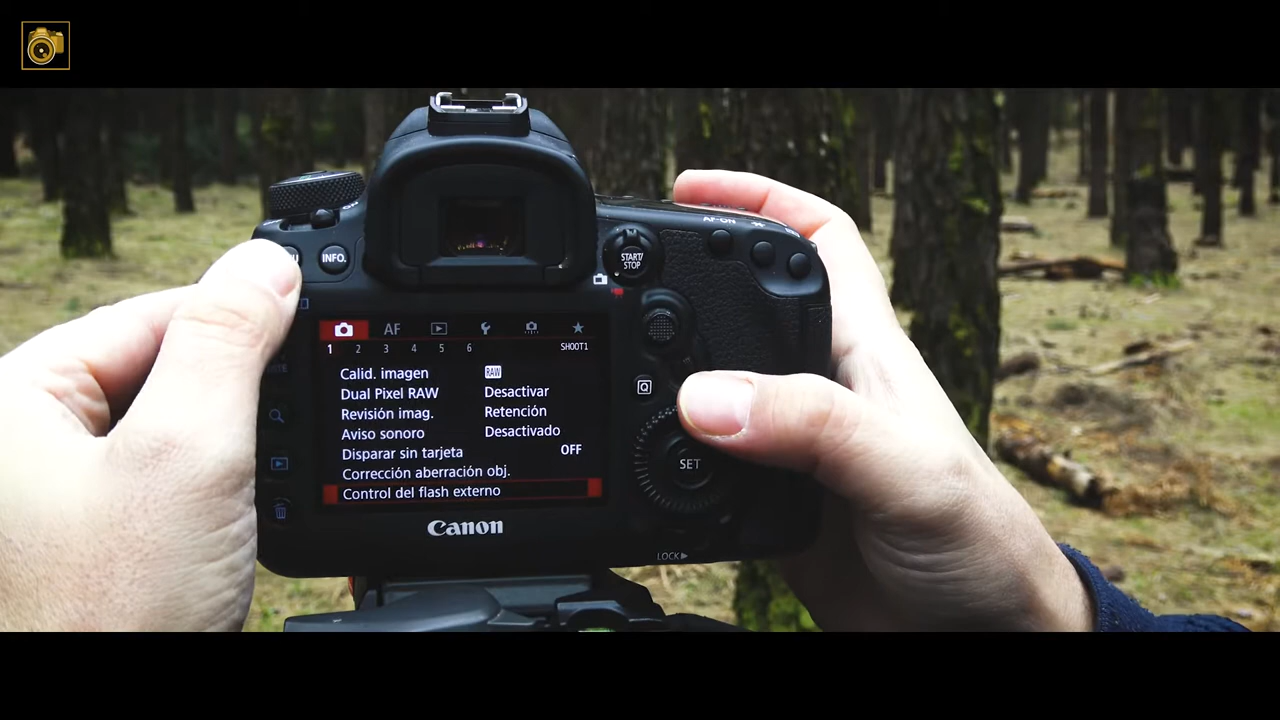 INFO.
START/
STOP
AF-ON
AF
1 2 3 4 5 6
SHOOT1
Calid. imagen RAW
Dual Pixel RAW Desactivar
Revisión imag. Retención
Aviso sonoro Desactivado
Disparar sin tarjeta OFF
Corrección aberración obj.
Control del flash externo
Q
SET
Canon
LOCK